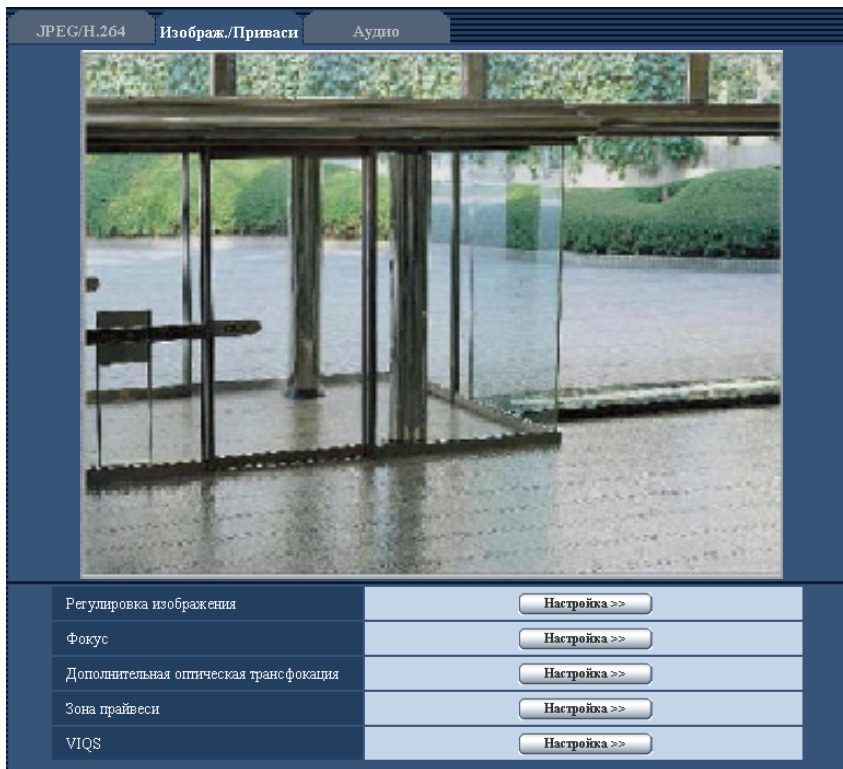 JPEG/H.264 Изображ./Приваси Аудио
Регулировка изображения Настройка >>
Фокус Настройка >>
Дополнительная оптическая трансфокация Настройка >>
Зона прайвеси Настройка >>
VIQS Настройка >>